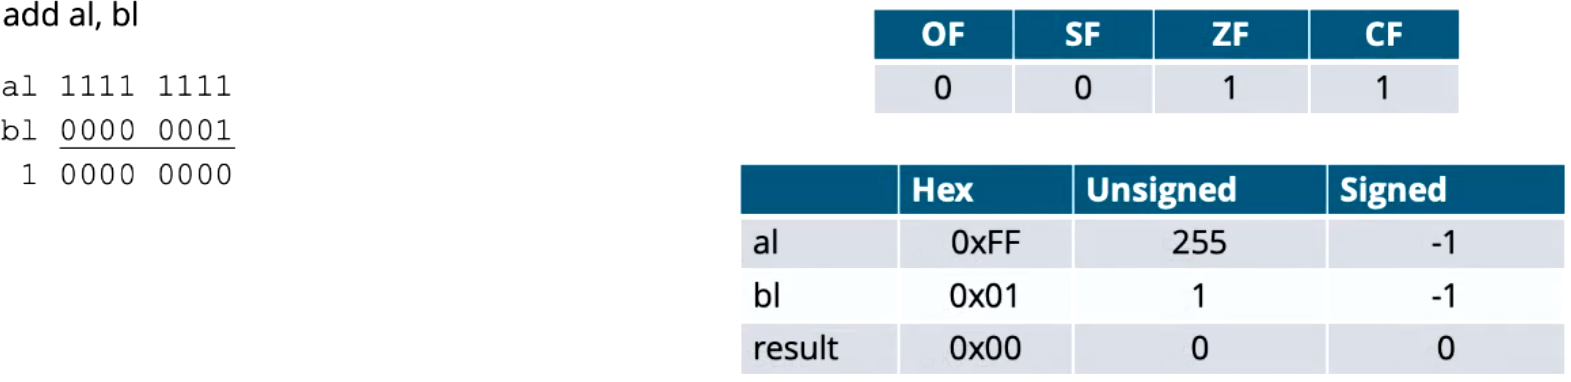 add al, bl
al 1111 1111
bl 0000 0001
1 0000 0000
OF SF ZF CF
0 0 1 1
Hex Unsigned Signed
al 0xFF 255 -1
bl 0x01 1 -1
result 0x00 0 0